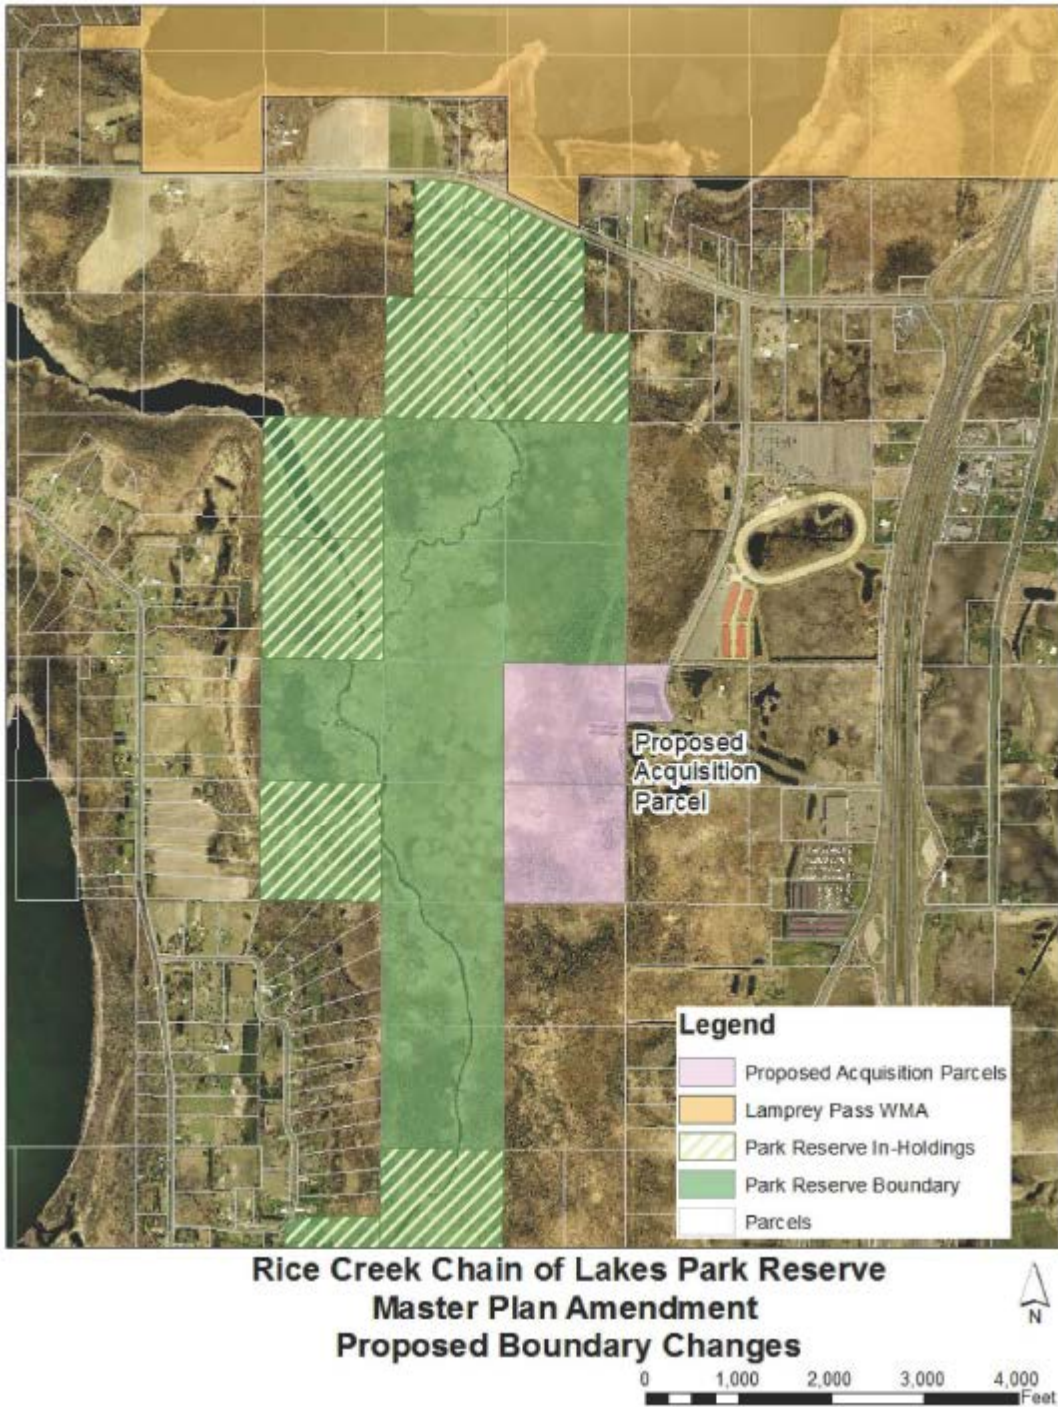 Proposed
Acquisition
Parcel
Legend
Proposed Acquisition Parcels
Lamprey Pass WMA
Park Reserve In-Holdings
Park Reserve Boundary
Parcels
Rice Creek Chain of Lakes Park Reserve
Master Plan Amendment
Proposed Boundary Changes
N
0 1,000 2,000 3,000 4,000
Feet